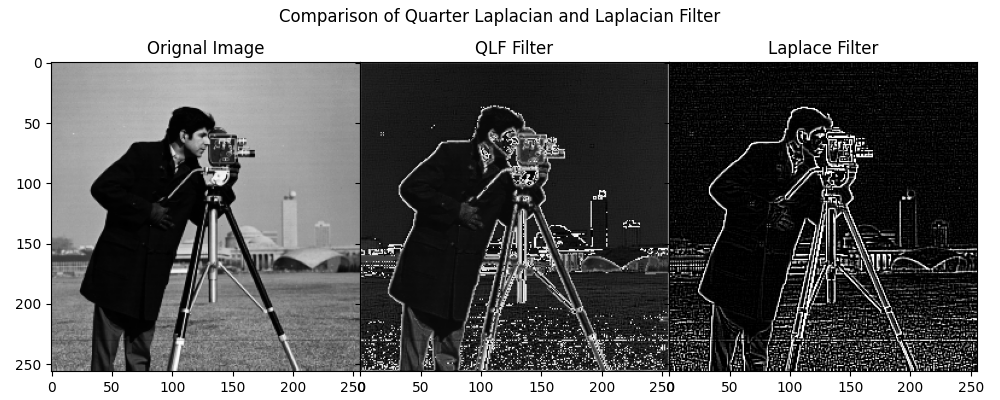 Comparison of Quarter Laplacian and Laplacian Filter
Orignal Image
QLF Filter
Laplace Filter
0
50
100
150
200
250
0 50 100 150 200 250
0 50 100 150 200 250
0 50 100 150 200 250